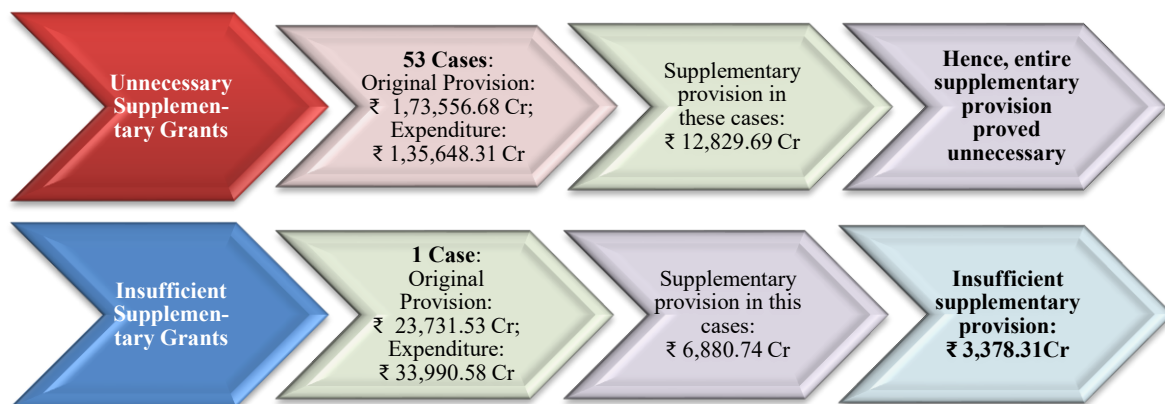 Unnecessary
Supplemen-
tary Grants
53 Cases:
Original Provision:
₹ 1,73,556.68 Cr;
Expenditure:
₹ 1,35,648.31 Cr
Supplementary
provision in
these cases:
₹ 12,829.69 Cr
Hence, entire
supplementary
provision
proved
unnecessary
Insufficient
Supplemen-
tary Grants
1 Case:
Original
Provision:
₹ 23,731.53 Cr;
Expenditure:
₹ 33,990.58 Cr
Supplementary
provision in this
cases:
₹ 6,880.74 Cr
Insufficient
supplementary
provision:
₹ 3,378.31Cr